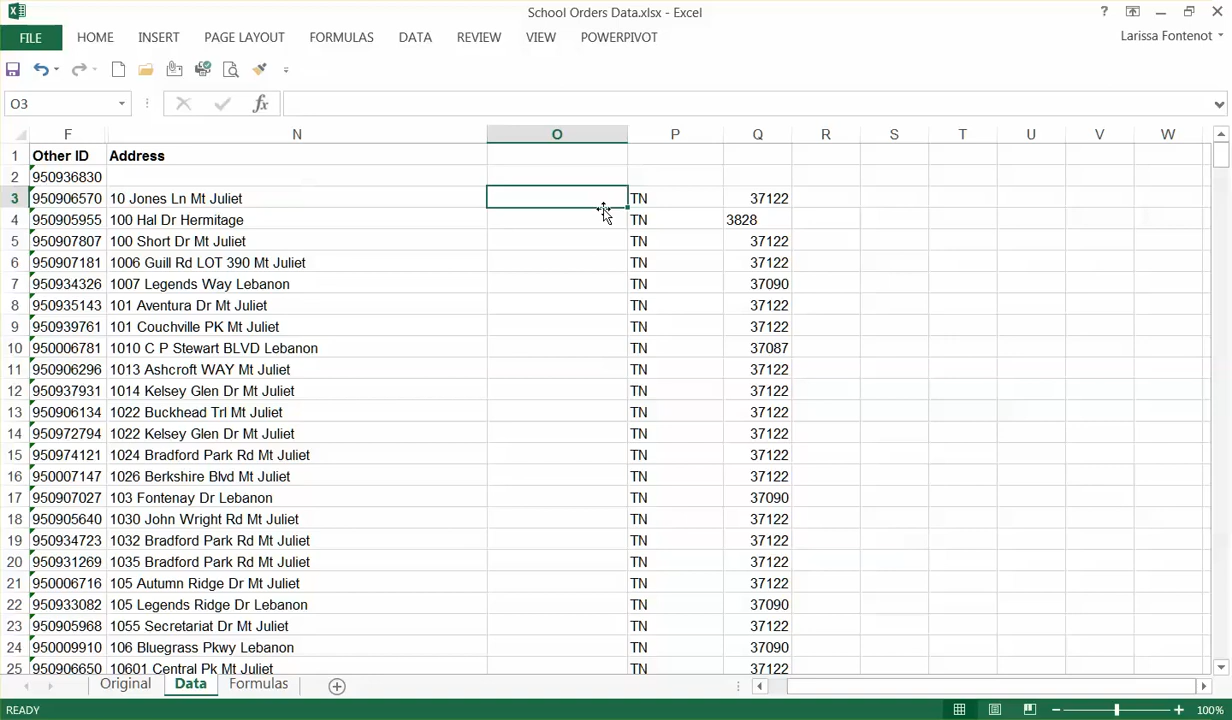 School Orders Data.xlsx - Excel
FILE HOME INSERT PAGE LAYOUT FORMULAS DATA REVIEW VIEW POWERPIVOT Larissa Fontenot
O3 fx
F N O P Q R S T U V W
1 Other ID Address
2 950936830
3 950906570 10 Jones Ln Mt Juliet TN 37122
4 950905955 100 Hal Dr Hermitage TN 3828
5 950907807 100 Short Dr Mt Juliet TN 37122
6 950907181 1006 Guill Rd LOT 390 Mt Juliet TN 37122
7 950934326 1007 Legends Way Lebanon TN 37090
8 950935143 101 Aventura Dr Mt Juliet TN 37122
9 950939761 101 Couchville PK Mt Juliet TN 37122
10 950006781 1010 C P Stewart BLVD Lebanon TN 37087
11 950906296 1013 Ashcroft WAY Mt Juliet TN 37122
12 950937931 1014 Kelsey Glen Dr Mt Juliet TN 37122
13 950906134 1022 Buckhead Trl Mt Juliet TN 37122
14 950972794 1022 Kelsey Glen Dr Mt Juliet TN 37122
15 950974121 1024 Bradford Park Rd Mt Juliet TN 37122
16 950007147 1026 Berkshire Blvd Mt Juliet TN 37122
17 950907027 103 Fontenay Dr Lebanon TN 37090
18 950905640 1030 John Wright Rd Mt Juliet TN 37122
19 950934723 1032 Bradford Park Rd Mt Juliet TN 37122
20 950931269 1035 Bradford Park Rd Mt Juliet TN 37122
21 950006716 105 Autumn Ridge Dr Mt Juliet TN 37122
22 950933082 105 Legends Ridge Dr Lebanon TN 37090
23 950905968 1055 Secretariat Dr Mt Juliet TN 37122
24 950009910 106 Bluegrass Pkwy Lebanon TN 37090
25 950906650 10601 Central Pk Mt Juliet TN 37122
Original Data Formulas
READY 100%